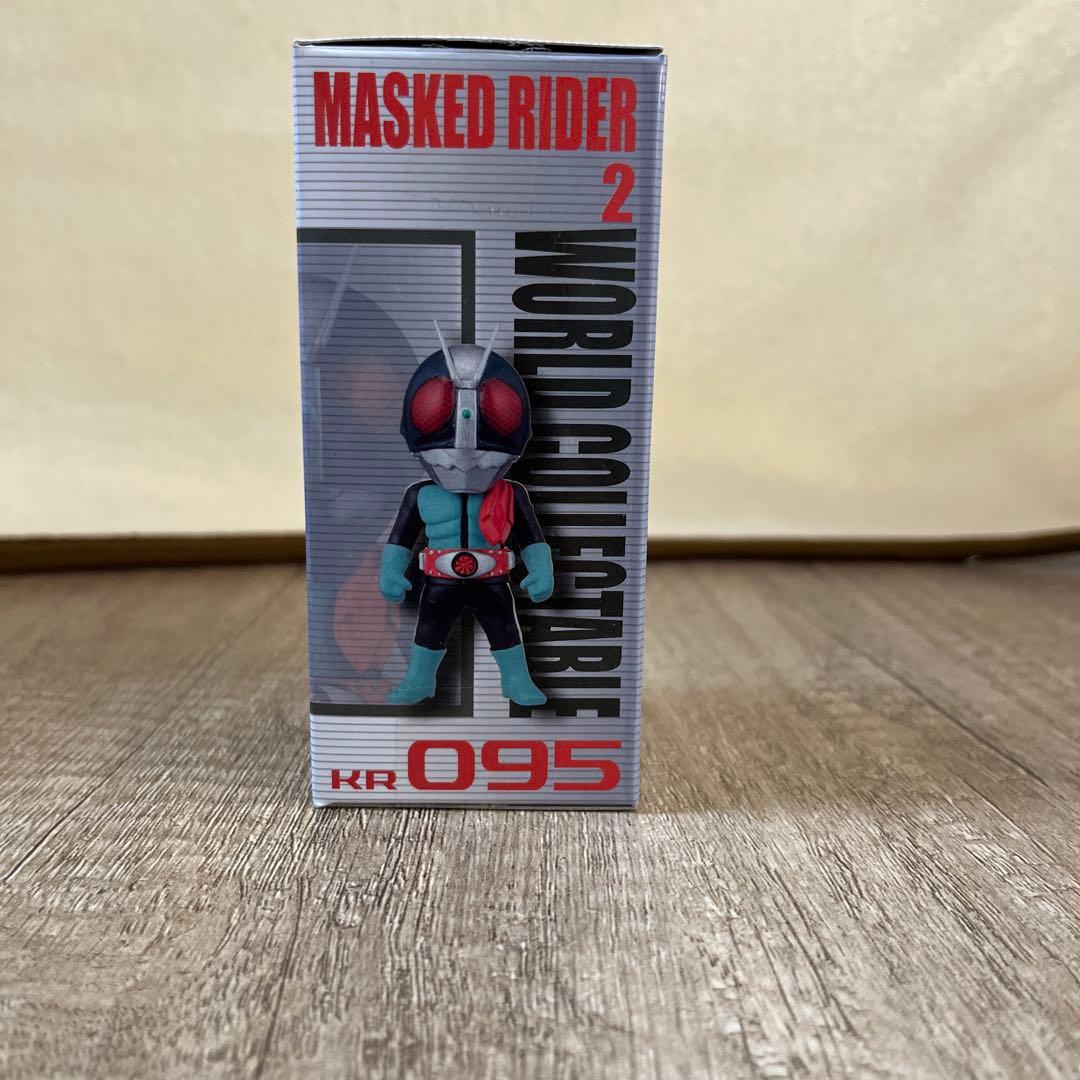 MASKED RIDER
2
WORLD COLLECTABLE
KR 095